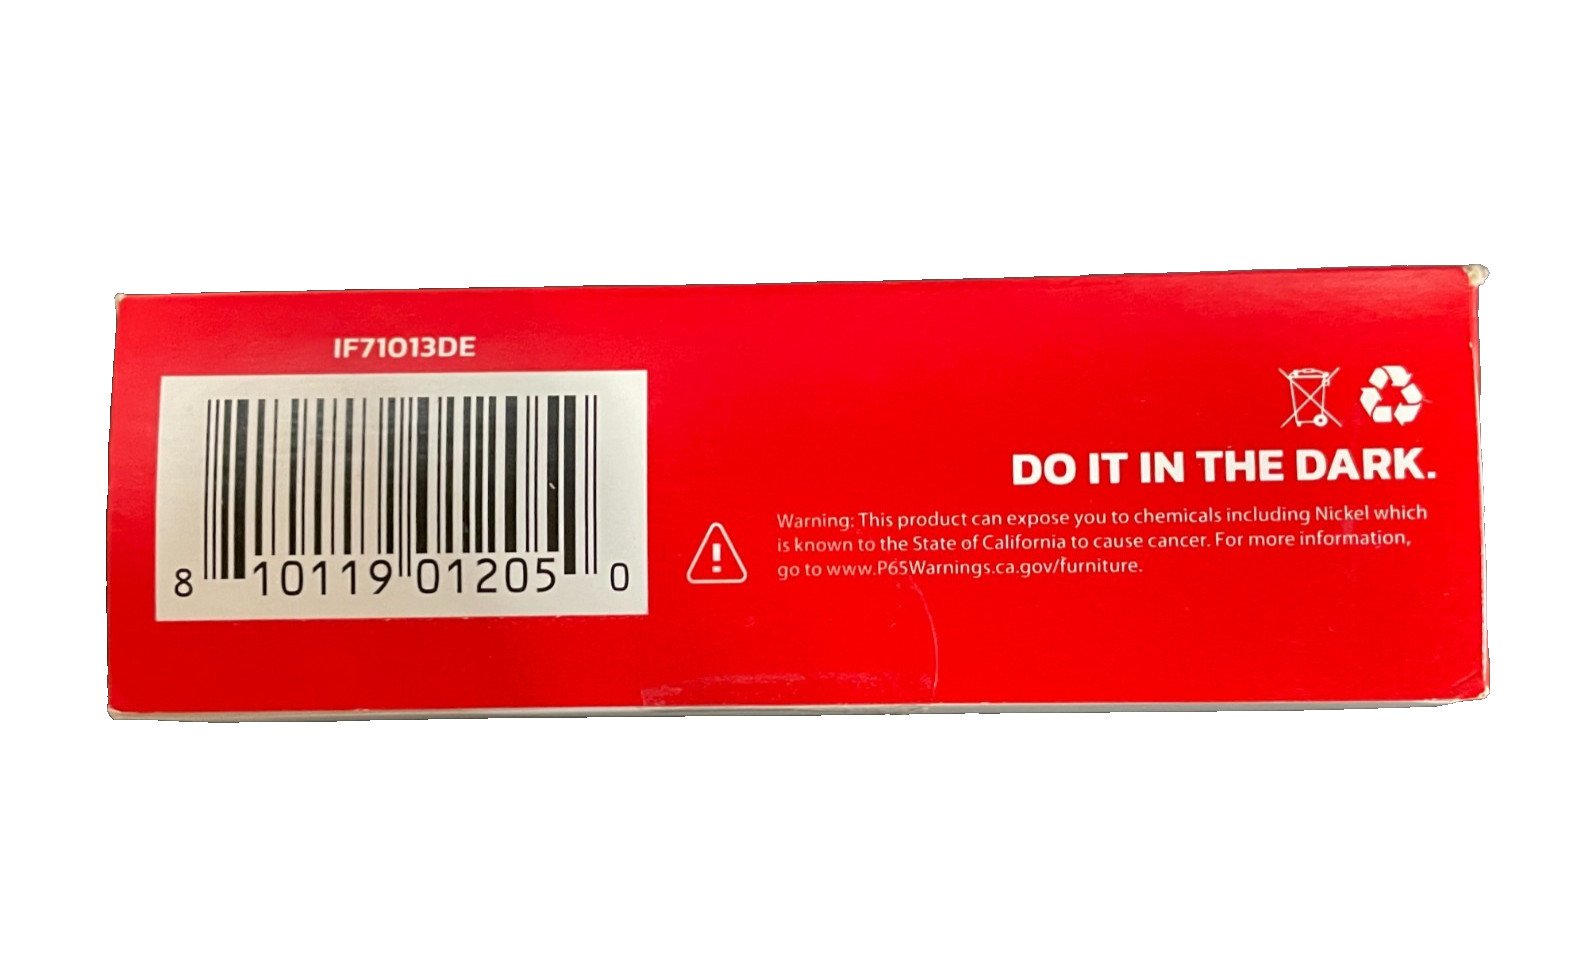 IF71013DE
8 10119 01205 0
DO IT IN THE DARK.
Warning: This product can expose you to chemicals including Nickel which
is known to the State of California to cause cancer. For more information,
go to www.P65Warnings.ca.gov/furniture.